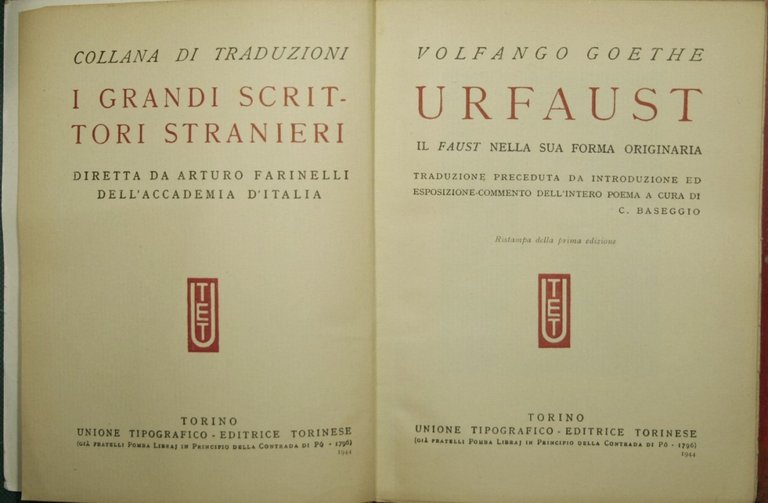 COLLANA DI TRADUZIONI
I GRANDI SCRIT-
TORI STRANIERI
DIRETTA DA ARTURO FARINELLI
DELL'ACCADEMIA D'ITALIA
UTET
TORINO
UNIONE TIPOGRAFICO - EDITRICE TORINESE
(GIÀ FRATELLI POMBA LIBRAJ IN PRINCIPIO DELLA CONTRADA DI PÒ - 1796)
1944
VOLFANGO GOETHE
URFAUST
IL FAUST NELLA SUA FORMA ORIGINARIA
TRADUZIONE PRECEDUTA DA INTRODUZIONE ED
ESPOSIZIONE-COMMENTO DELL'INTERO POEMA A CURA DI
C. BASEGGIO
Ristampa della prima edizione
UTET
TORINO
UNIONE TIPOGRAFICO - EDITRICE TORINESE
(GIÀ FRATELLI POMBA LIBRAJ IN PRINCIPIO DELLA CONTRADA DI PÒ - 1796)
1944